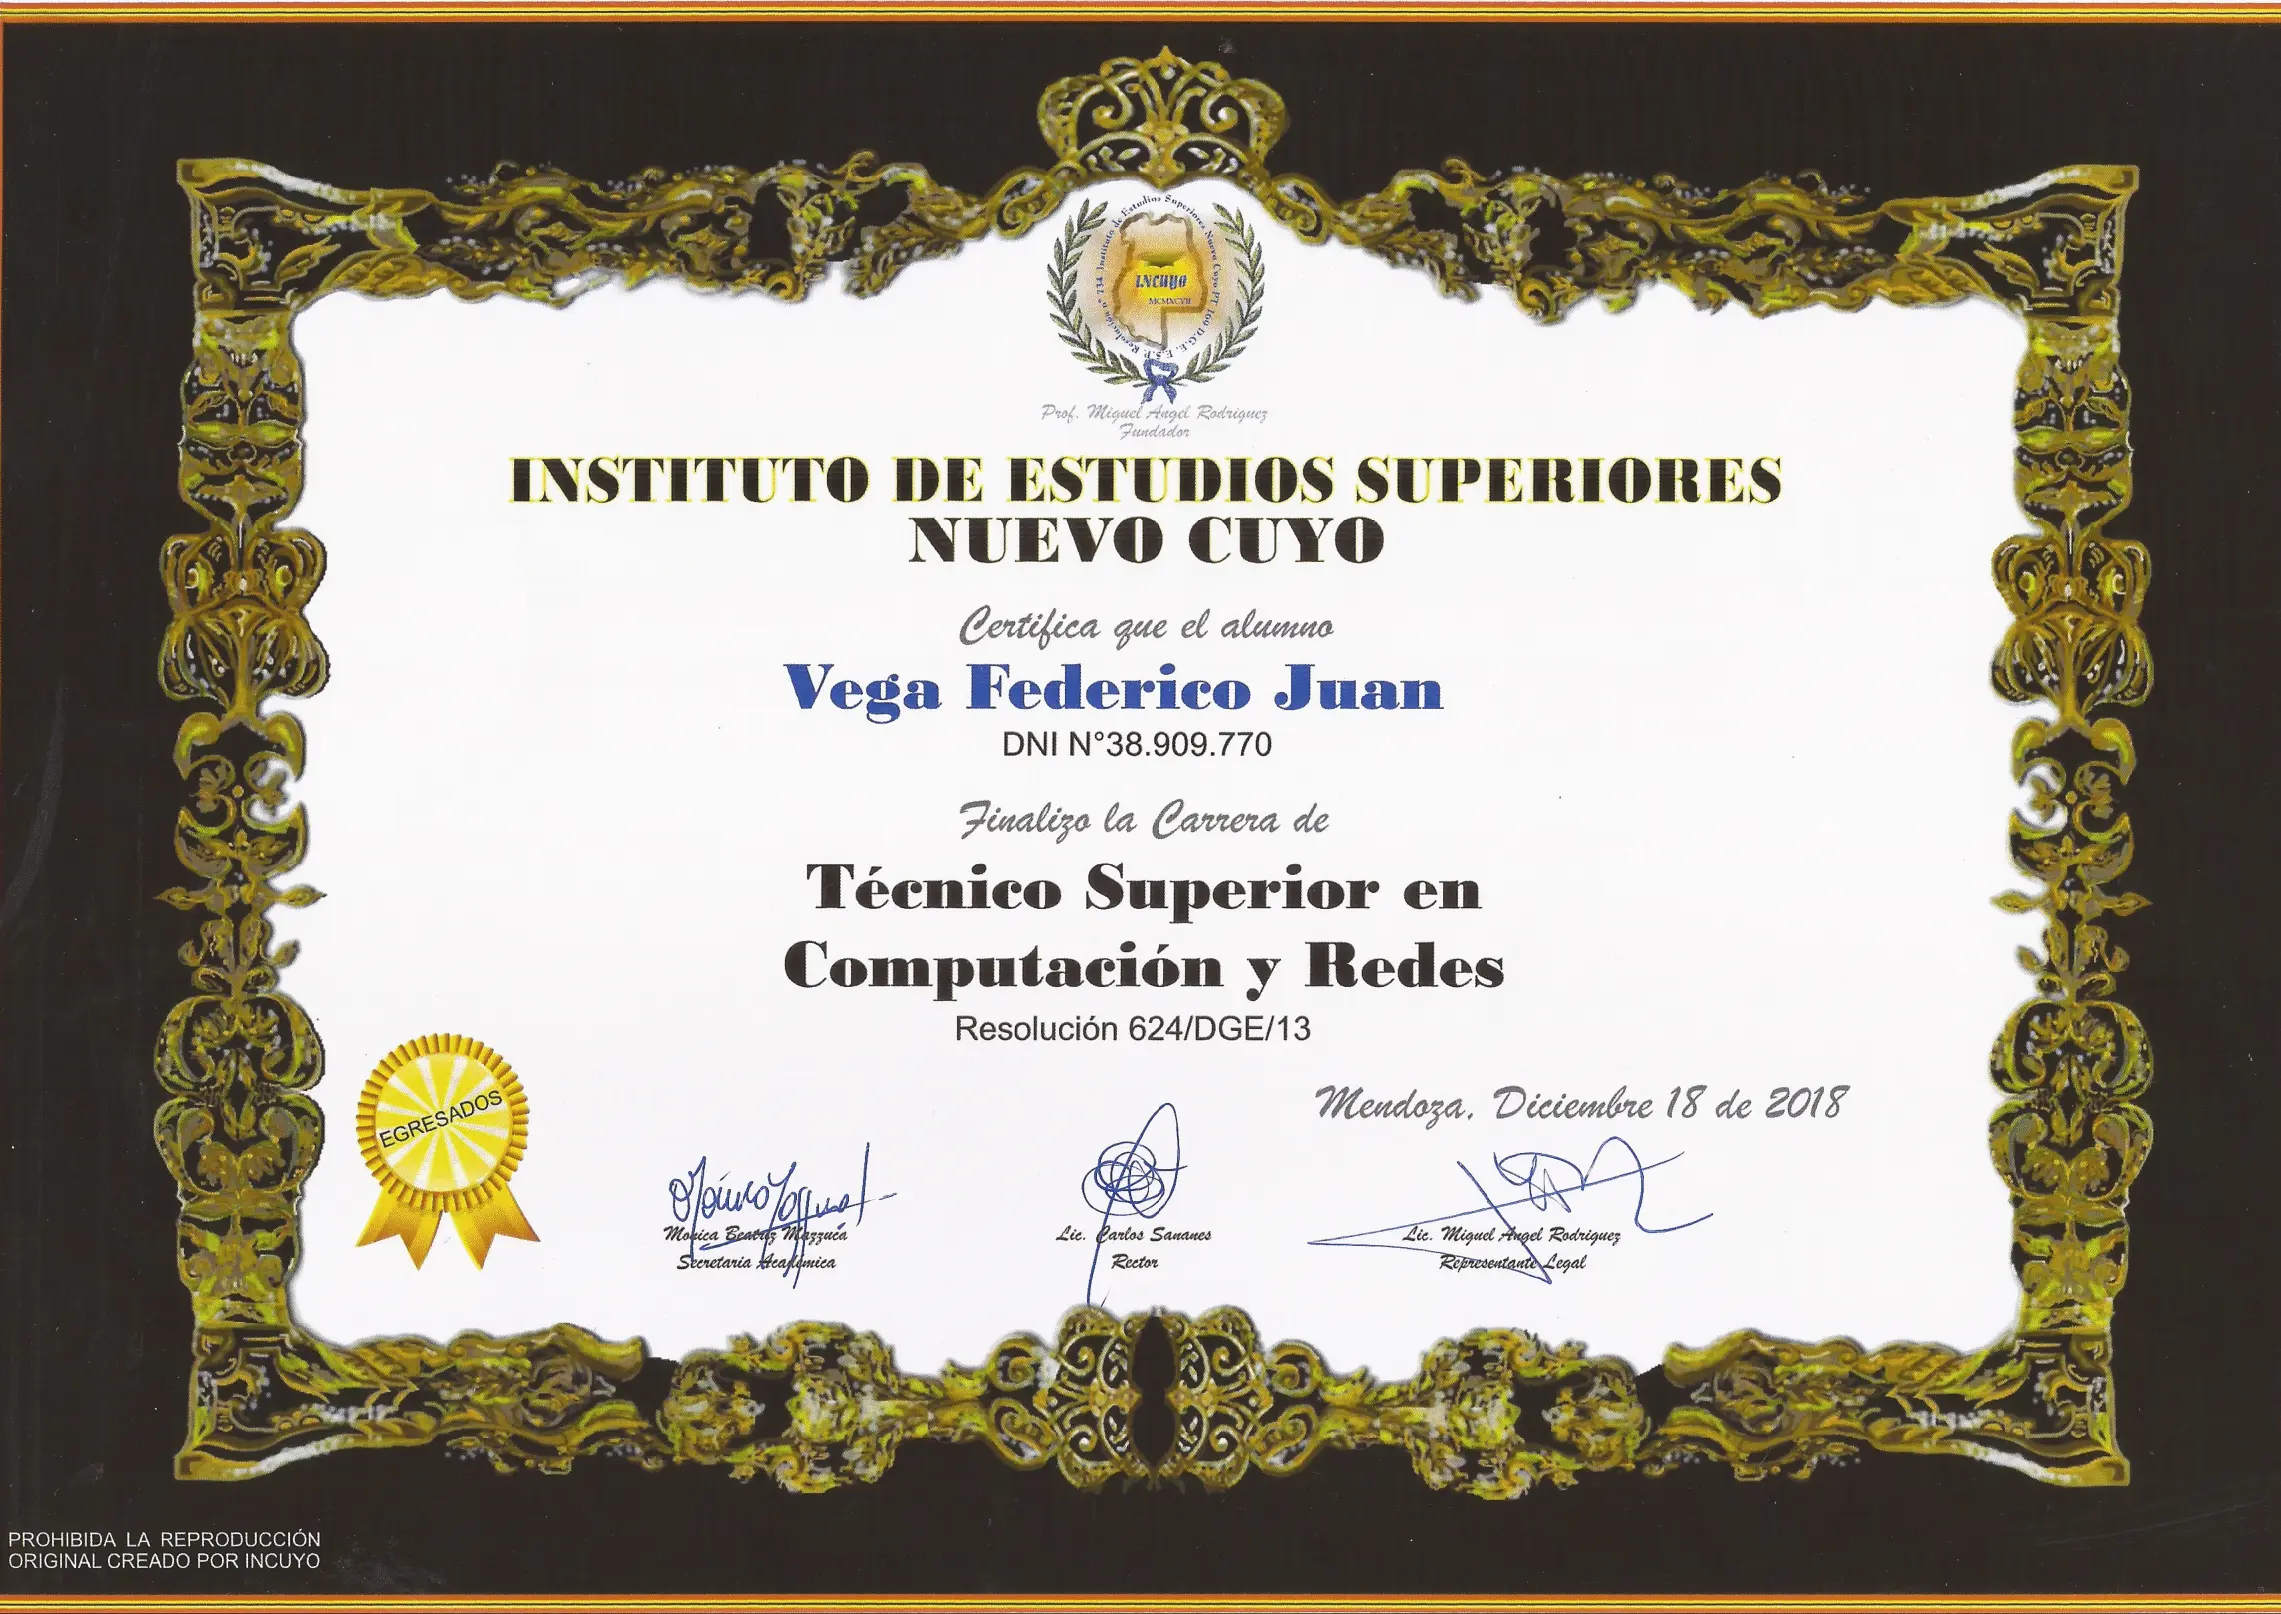 Resolución nº 734 Instituto de Estudios Superiores Nuevo Cuyo PT 169 D.G.E. E.S.P.
INCUYO
MCMXCVII
Prof. Miguel Angel Rodriguez
Fundador
INSTITUTO DE ESTUDIOS SUPERIORES
NUEVO CUYO
Certifica que el alumno
Vega Federico Juan
DNI N°38.909.770
Finalizo la Carrera de
Técnico Superior en
Computación y Redes
Resolución 624/DGE/13
Mendoza, Diciembre 18 de 2018
EGRESADOS
Monica Beatriz Mazzuca
Secretaria Académica
Lic. Carlos Sananes
Rector
Lic. Miguel Angel Rodriguez
Representante Legal
PROHIBIDA LA REPRODUCCIÓN
ORIGINAL CREADO POR INCUYO